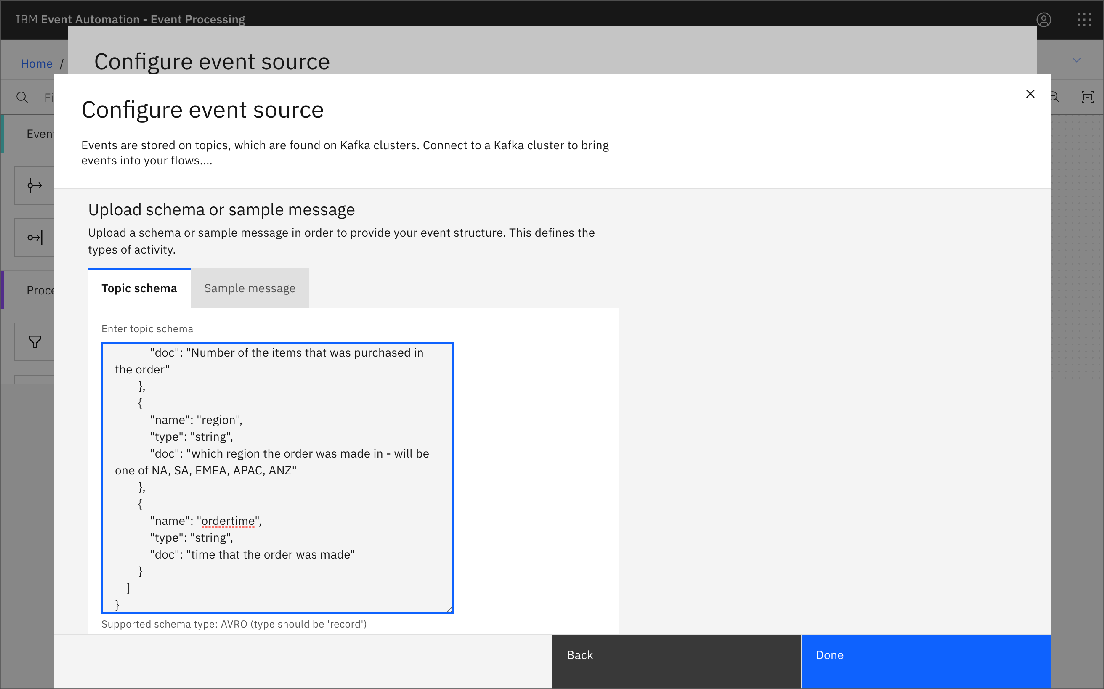 IBM Event Automation - Event Processing
Home /
Configure event source
Configure event source
Events are stored on topics, which are found on Kafka clusters. Connect to a Kafka cluster to bring
events into your flows....
Upload schema or sample message
Upload a schema or sample message in order to provide your event structure. This defines the
types of activity.
Topic schema
Sample message
Enter topic schema
"doc": "Number of the items that was purchased in
the order"
},
{
"name": "region",
"type": "string",
"doc": "which region the order was made in - will be
one of NA, SA, EMEA, APAC, ANZ"
},
{
"name": "ordertime",
"type": "string",
"doc": "time that the order was made"
}
]
}
Supported schema type: AVRO (type should be 'record')
Back
Done